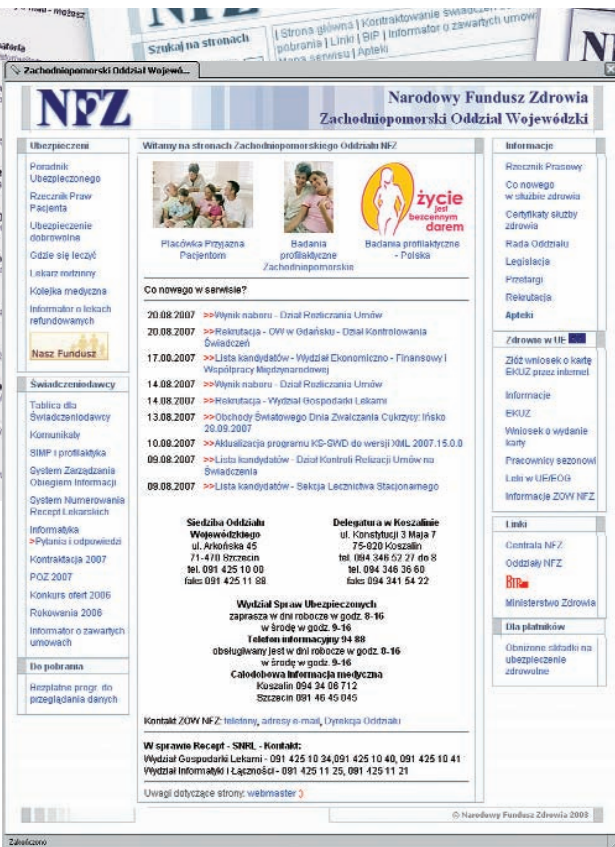 Szukaj na stronach
| Strona główna | Kontraktowanie świadczeń
pobrania | Linki | BIP | Informator o zawartych umowach
Mapa serwisu | Apteki
Zachodniopomorski Oddział Wojewó...
NFZ
Narodowy Fundusz Zdrowia
Zachodniopomorski Oddział Wojewódzki
Ubezpieczeni
Poradnik
Ubezpieczonego
Rzecznik Praw
Pacjenta
Ubezpieczenie
dobrowolne
Gdzie się leczyć
Lekarz rodzinny
Kolejka medyczna
Informator o lekach
refundowanych
Nasz Fundusz
Świadczeniodawcy
Tablica dla
Świadczeniodawcy
Komunikaty
SIMP i profilaktyka
System Zarządzania
Obiegiem Informacji
System Numerowania
Recept Lekarskich
Informatyka
>Pytania i odpowiedzi
Kontraktacja 2007
POZ 2007
Konkurs ofert 2006
Rokowania 2006
Informator o zawartych
umowach
Do pobrania
Bezpłatne progr. do
przeglądania danych
Witamy na stronach Zachodniopomorskiego Oddziału NFZ
życie
jest
bezcennym
darem
Placówka Przyjazna
Pacjentom
Badania
profilaktyczne
Zachodniopomorskie
Badania profilaktyczne
- Polska
Co nowego w serwisie?
20.08.2007 >>Wynik naboru - Dział Rozliczania Umów
20.08.2007 >>Rekrutacja - OW w Gdańsku - Dział Kontrolowania
Świadczeń
17.08.2007 >>Lista kandydatów - Wydział Ekonomiczno - Finansowy i
Współpracy Międzynarodowej
14.08.2007 >>Wynik naboru - Dział Rozliczania Umów
14.08.2007 >>Rekrutacja - Wydział Gospodarki Lekami
13.08.2007 >>Obchody Światowego Dnia Zwalczania Cukrzycy: Ińsko
29.09.2007
10.08.2007 >>Aktualizacja programu KS-SWD do wersji XML 2007.15.0.0
09.08.2007 >>Lista kandydatów - Dział Kontroli Relizacji Umów na
Świadczenia
09.08.2007 >>Lista kandydatów - Sekcja Lecznictwa Stacjonarnego
Siedziba Oddziału
Wojewódzkiego
ul. Arkońska 45
71-470 Szczecin
tel. 091 425 10 00
faks 091 425 11 88
Delegatura w Koszalinie
ul. Konstytucji 3 Maja 7
75-820 Koszalin
tel. 094 346 52 27 do 8
tel. 094 346 36 60
faks 094 341 54 22
Wydział Spraw Ubezpieczonych
zaprasza w dni robocze w godz. 8-16
w środę w godz. 9-16
Telefon informacyjny 94 88
obsługiwany jest w dni robocze w godz. 8-16
w środę w godz. 9-16
Całodobowa informacja medyczna
Koszalin 094 34 06 712
Szczecin 091 46 45 045
Kontakt ZOW NFZ: telefony, adresy e-mail, Dyrekcja Oddziału
W sprawie Recept - SNRL - Kontakt:
Wydział Gospodarki Lekami - 091 425 10 34,091 425 10 40, 091 425 10 41
Wydział Informatyki i Łączności - 091 425 11 25, 091 425 11 21
Uwagi dotyczące strony: webmaster :)
Informacje
Rzecznik Prasowy
Co nowego
w służbie zdrowia
Certyfikaty służby
zdrowia
Rada Oddziału
Legislacja
Przetargi
Rekrutacja
Apteki
Zdrowie w UE
Złóż wniosek o kartę
EKUZ przez internet
Informacje
EKUZ
Wniosek o wydanie
karty
Pracownicy sezonowi
Leki w UE/EOG
Informacje ZOW NFZ
Linki
Centrala NFZ
Oddziały NFZ
BIP
Ministerstwo Zdrowia
Dla płatników
Obniżone składki na
ubezpieczenie
zdrowotne
© Narodowy Fundusz Zdrowia 2003
Zakończono